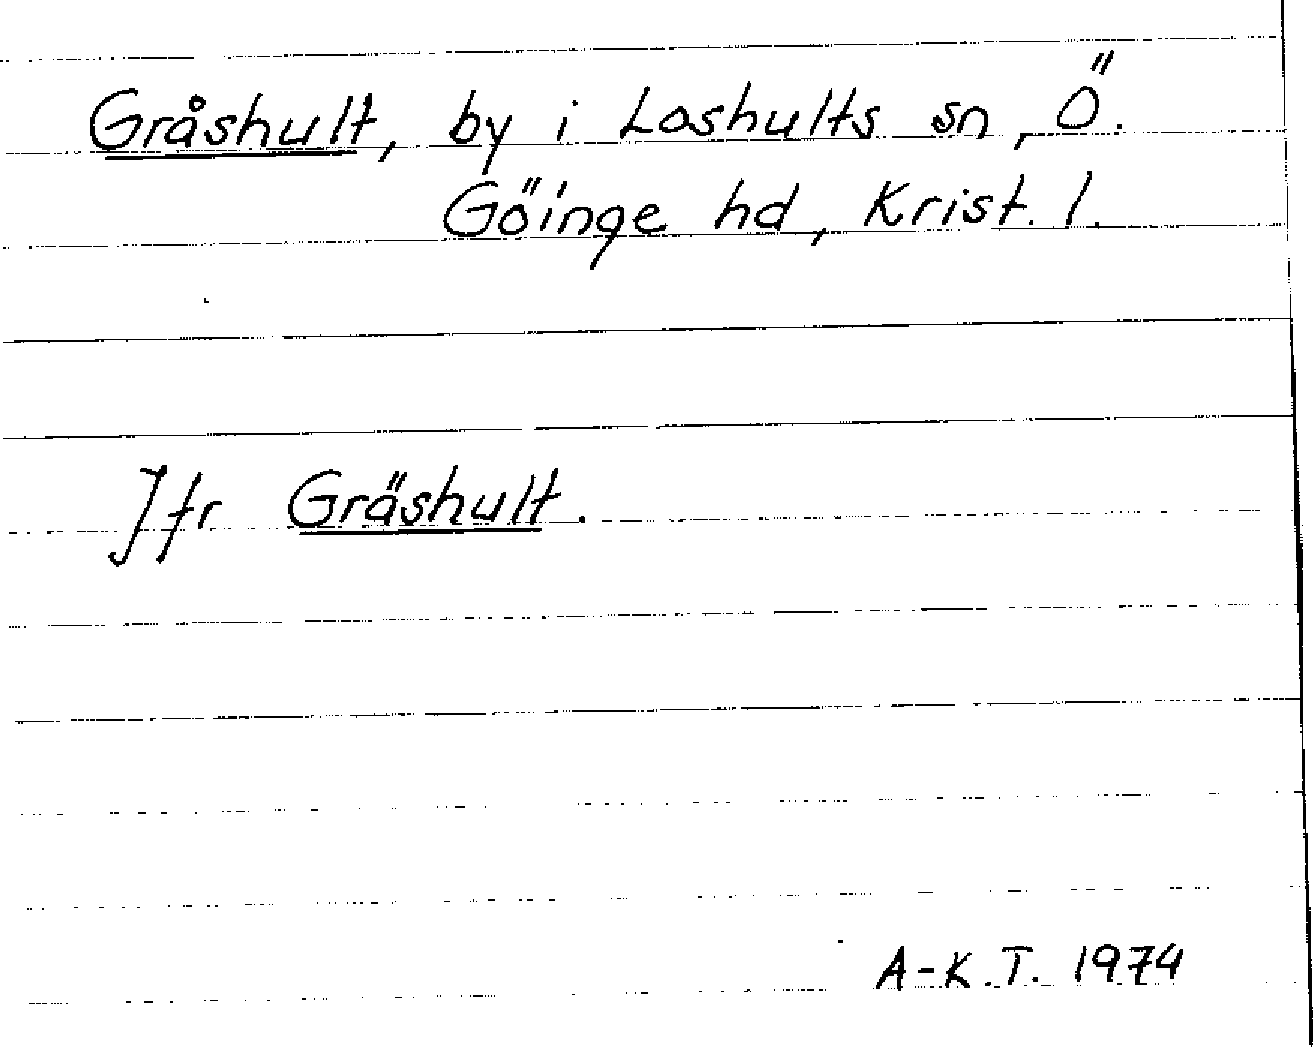 Gråshult, by i Loshults sn, Ö.
Göinge hd, Krist. l.
Jfr Gräshult.
A-K.T. 1974